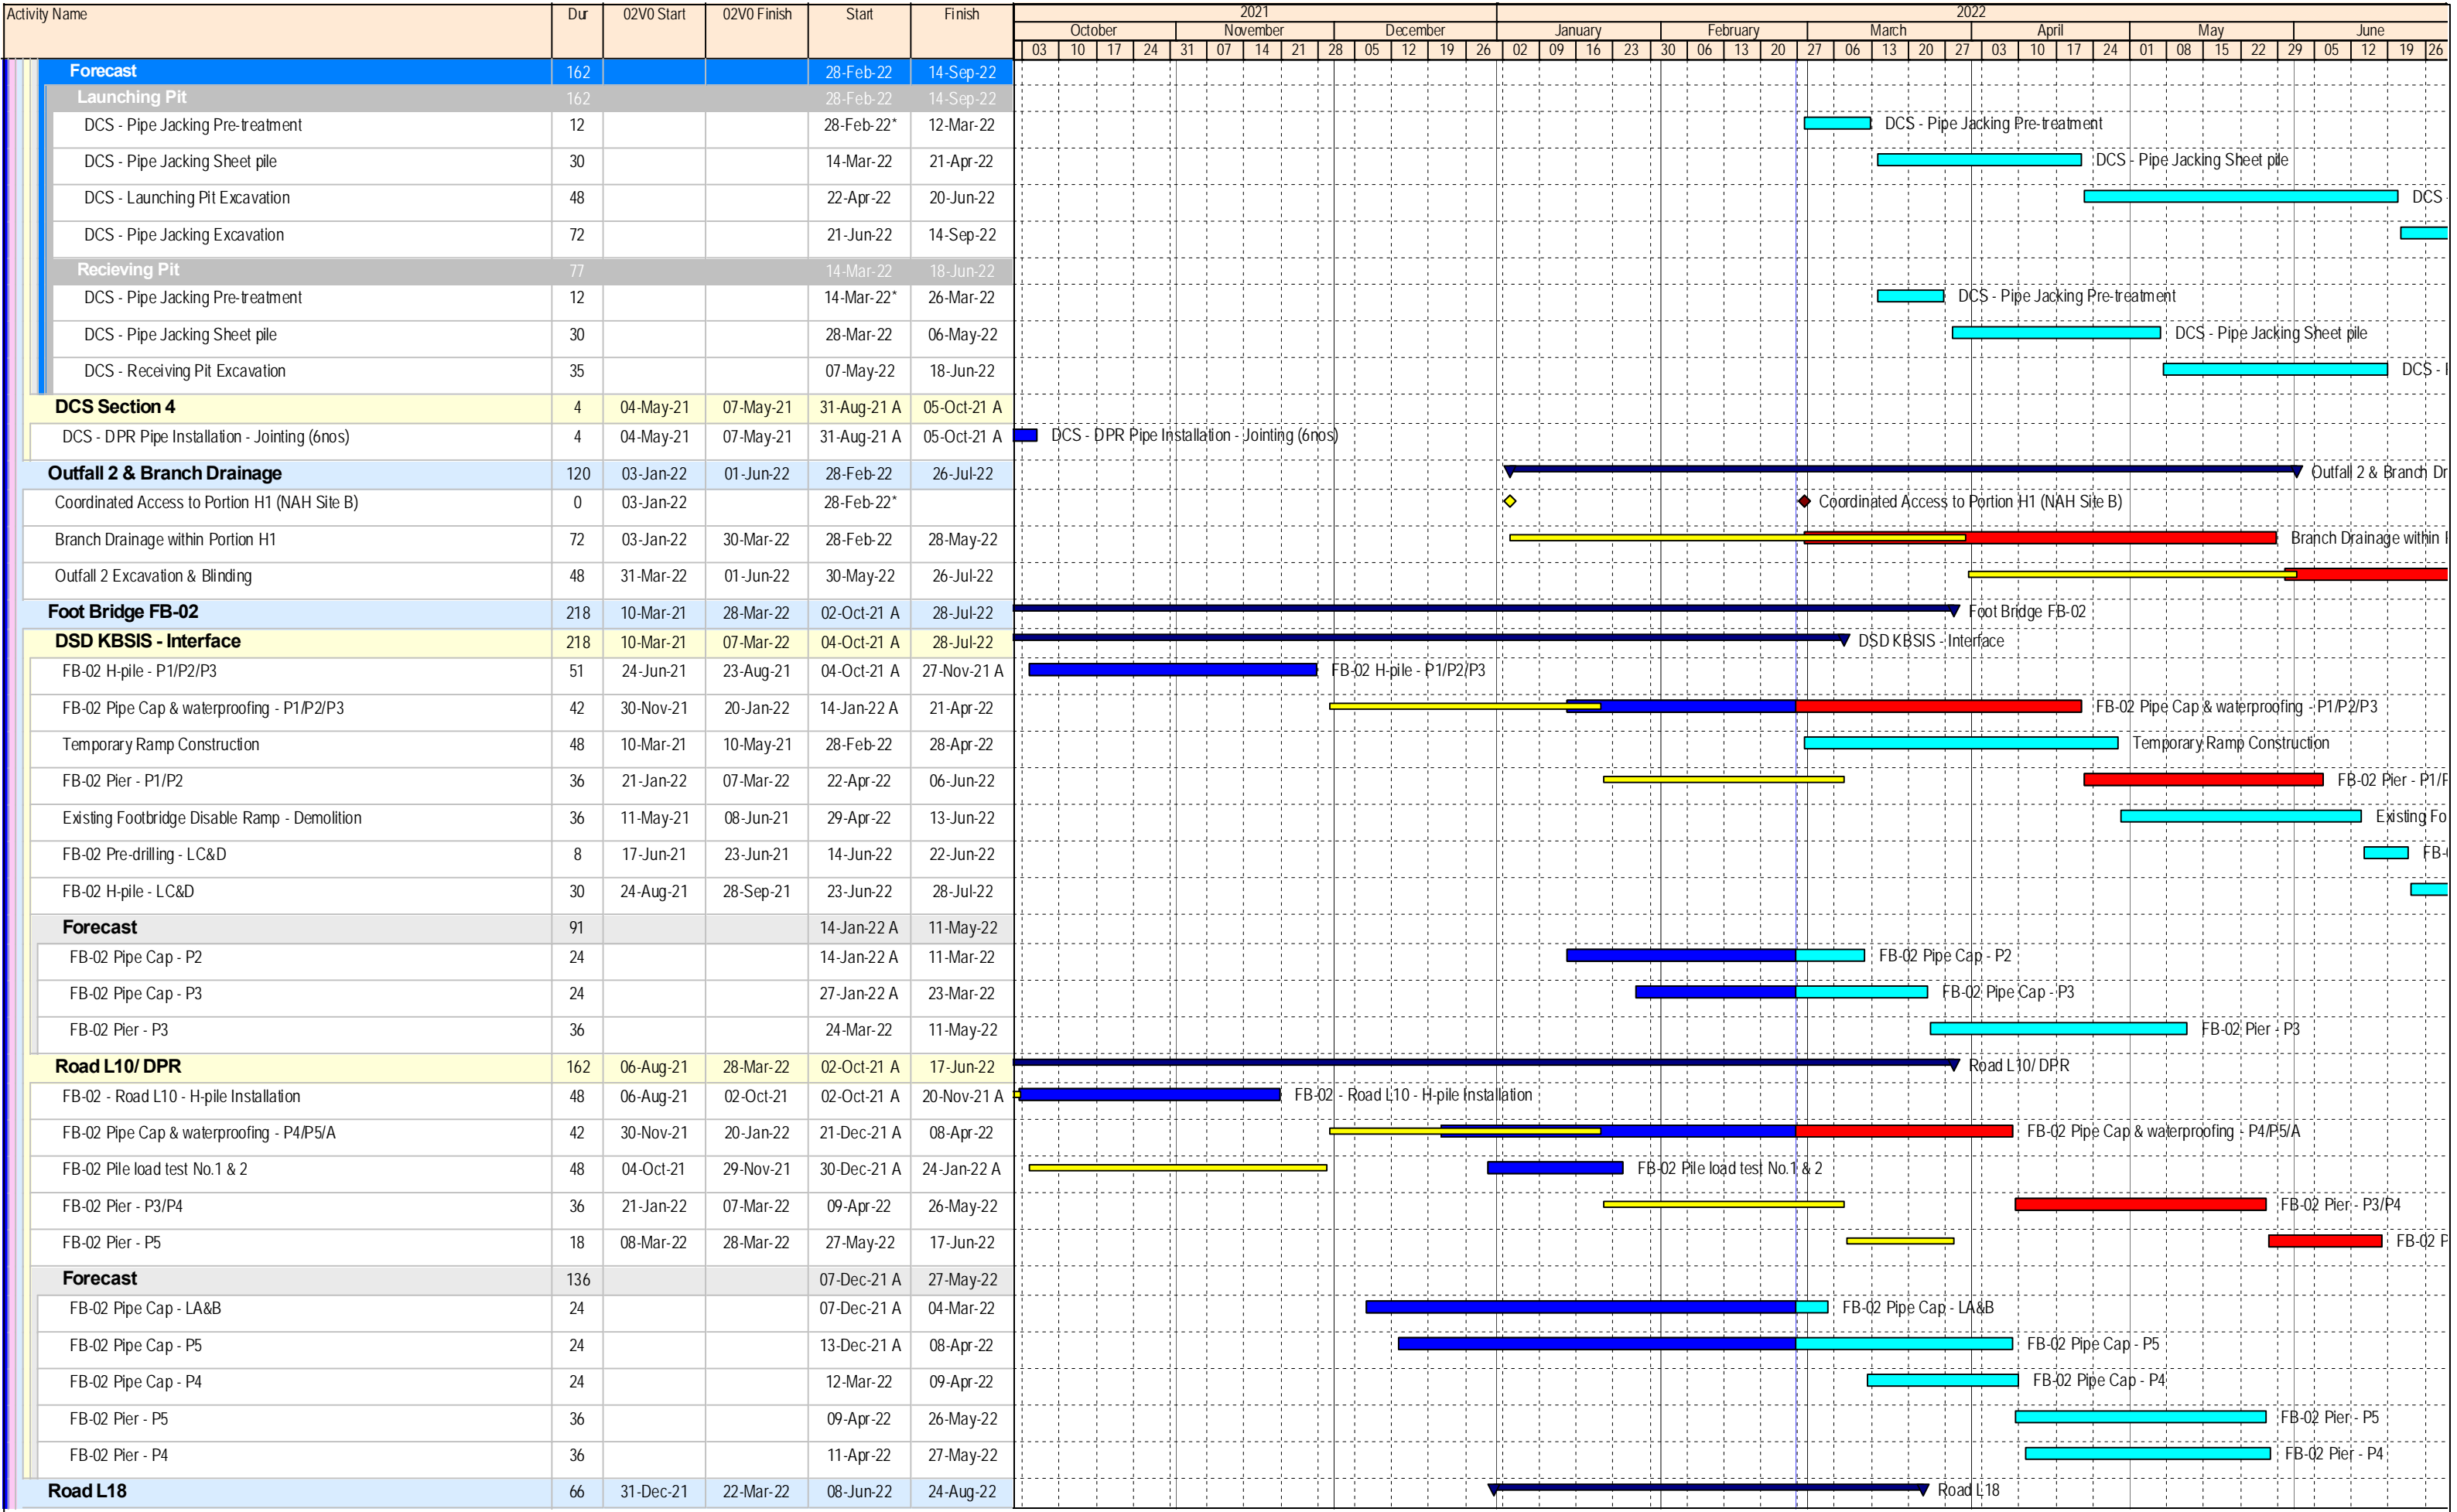 Activity Name Dur 02V0 Start 02V0 Finish Start Finish 2021 2022
October November December January February March April May June
03 10 17 24 31 07 14 21 28 05 12 19 26 02 09 16 23 30 06 13 20 27 06 13 20 27 03 10 17 24 01 08 15 22 29 05 12 19 26
Forecast 162 28-Feb-22 14-Sep-22
Launching Pit 162 28-Feb-22 14-Sep-22
DCS - Pipe Jacking Pre-treatment 12 28-Feb-22* 12-Mar-22 DCS - Pipe Jacking Pre-treatment
DCS - Pipe Jacking Sheet pile 30 14-Mar-22 21-Apr-22 DCS - Pipe Jacking Sheet pile
DCS - Launching Pit Excavation 48 22-Apr-22 20-Jun-22 DCS -
DCS - Pipe Jacking Excavation 72 21-Jun-22 14-Sep-22
Recieving Pit 77 14-Mar-22 18-Jun-22
DCS - Pipe Jacking Pre-treatment 12 14-Mar-22* 26-Mar-22 DCS - Pipe Jacking Pre-treatment
DCS - Pipe Jacking Sheet pile 30 28-Mar-22 06-May-22 DCS - Pipe Jacking Sheet pile
DCS - Receiving Pit Excavation 35 07-May-22 18-Jun-22 DCS -
DCS Section 4 4 04-May-21 07-May-21 31-Aug-21 A 05-Oct-21 A
DCS - DPR Pipe Installation - Jointing (6nos) 4 04-May-21 07-May-21 31-Aug-21 A 05-Oct-21 A DCS - DPR Pipe Installation - Jointing (6nos)
Outfall 2 & Branch Drainage 120 03-Jan-22 01-Jun-22 28-Feb-22 26-Jul-22 Outfall 2 & Branch Dr
Coordinated Access to Portion H1 (NAH Site B) 0 03-Jan-22 28-Feb-22* Coordinated Access to Portion H1 (NAH Site B)
Branch Drainage within Portion H1 72 03-Jan-22 30-Mar-22 28-Feb-22 28-May-22 Branch Drainage within
Outfall 2 Excavation & Blinding 48 31-Mar-22 01-Jun-22 30-May-22 26-Jul-22
Foot Bridge FB-02 218 10-Mar-21 28-Mar-22 02-Oct-21 A 28-Jul-22 Foot Bridge FB-02
DSD KBSIS - Interface 218 10-Mar-21 07-Mar-22 04-Oct-21 A 28-Jul-22 DSD KBSIS - Interface
FB-02 H-pile - P1/P2/P3 51 24-Jun-21 23-Aug-21 04-Oct-21 A 27-Nov-21 A FB-02 H-pile - P1/P2/P3
FB-02 Pipe Cap & waterproofing - P1/P2/P3 42 30-Nov-21 20-Jan-22 14-Jan-22 A 21-Apr-22 FB-02 Pipe Cap & waterproofing - P1/P2/P3
Temporary Ramp Construction 48 10-Mar-21 10-May-21 28-Feb-22 28-Apr-22 Temporary Ramp Construction
FB-02 Pier - P1/P2 36 21-Jan-22 07-Mar-22 22-Apr-22 06-Jun-22 FB-02 Pier - P1/P
Existing Footbridge Disable Ramp - Demolition 36 11-May-21 08-Jun-21 29-Apr-22 13-Jun-22 Existing Fo
FB-02 Pre-drilling - LC&D 8 17-Jun-21 23-Jun-21 14-Jun-22 22-Jun-22 FB-
FB-02 H-pile - LC&D 30 24-Aug-21 28-Sep-21 23-Jun-22 28-Jul-22
Forecast 91 14-Jan-22 A 11-May-22
FB-02 Pipe Cap - P2 24 14-Jan-22 A 11-Mar-22 FB-02 Pipe Cap - P2
FB-02 Pipe Cap - P3 24 27-Jan-22 A 23-Mar-22 FB-02 Pipe Cap - P3
FB-02 Pier - P3 36 24-Mar-22 11-May-22 FB-02 Pier - P3
Road L10/ DPR 162 06-Aug-21 28-Mar-22 02-Oct-21 A 17-Jun-22 Road L10/ DPR
FB-02 - Road L10 - H-pile Installation 48 06-Aug-21 02-Oct-21 02-Oct-21 A 20-Nov-21 A FB-02 - Road L10 - H-pile Installation
FB-02 Pipe Cap & waterproofing - P4/P5/A 42 30-Nov-21 20-Jan-22 21-Dec-21 A 08-Apr-22 FB-02 Pipe Cap & waterproofing - P4/P5/A
FB-02 Pile load test No.1 & 2 48 04-Oct-21 29-Nov-21 30-Dec-21 A 24-Jan-22 A FB-02 Pile load test No.1 & 2
FB-02 Pier - P3/P4 36 21-Jan-22 07-Mar-22 09-Apr-22 26-May-22 FB-02 Pier - P3/P4
FB-02 Pier - P5 18 08-Mar-22 28-Mar-22 27-May-22 17-Jun-22 FB-02 P
Forecast 136 07-Dec-21 A 27-May-22
FB-02 Pipe Cap - LA&B 24 07-Dec-21 A 04-Mar-22 FB-02 Pipe Cap - LA&B
FB-02 Pipe Cap - P5 24 13-Dec-21 A 08-Apr-22 FB-02 Pipe Cap - P5
FB-02 Pipe Cap - P4 24 12-Mar-22 09-Apr-22 FB-02 Pipe Cap - P4
FB-02 Pier - P5 36 09-Apr-22 26-May-22 FB-02 Pier - P5
FB-02 Pier - P4 36 11-Apr-22 27-May-22 FB-02 Pier - P4
Road L18 66 31-Dec-21 22-Mar-22 08-Jun-22 24-Aug-22 Road L18